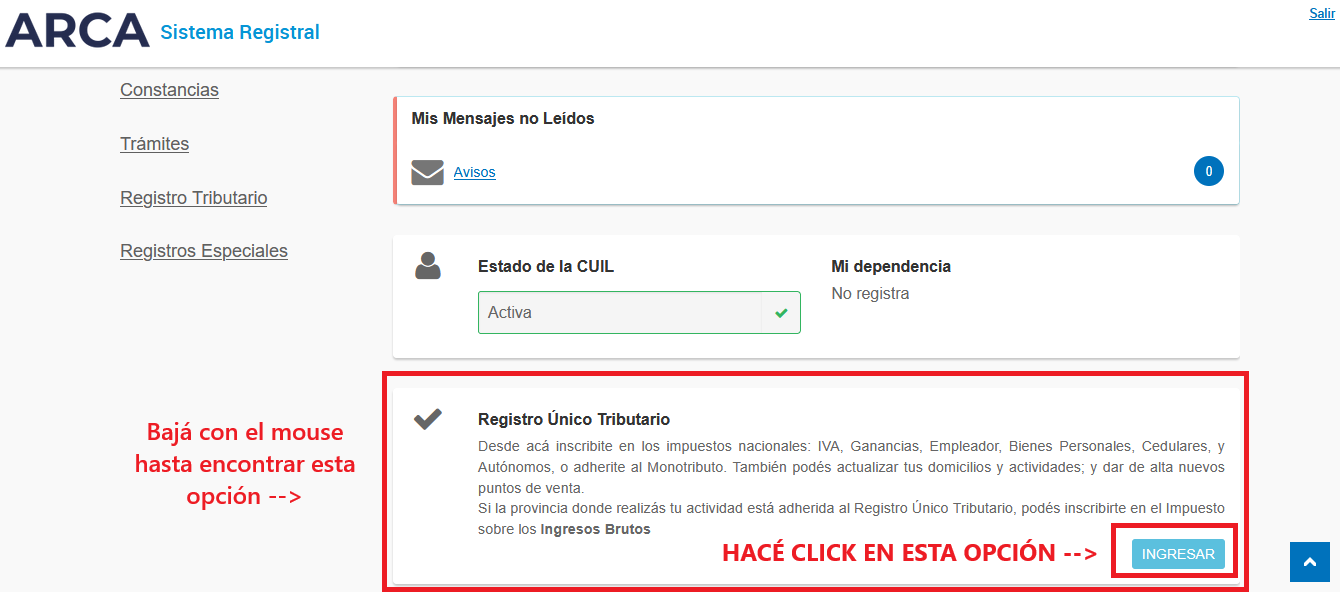 ARCA Sistema Registral
Salir
Constancias
Trámites
Registro Tributario
Registros Especiales
Mis Mensajes no Leídos
Avisos
0
Estado de la CUIL
Activa
Mi dependencia
No registra
Bajá con el mouse
hasta encontrar esta
opción -->
Registro Único Tributario
Desde acá inscribite en los impuestos nacionales: IVA, Ganancias, Empleador, Bienes Personales, Cedulares, y
Autónomos, o adherite al Monotributo. También podés actualizar tus domicilios y actividades; y dar de alta nuevos
puntos de venta.
Si la provincia donde realizás tu actividad está adherida al Registro Único Tributario, podés inscribirte en el Impuesto
sobre los Ingresos Brutos
HACÉ CLICK EN ESTA OPCIÓN -->
INGRESAR